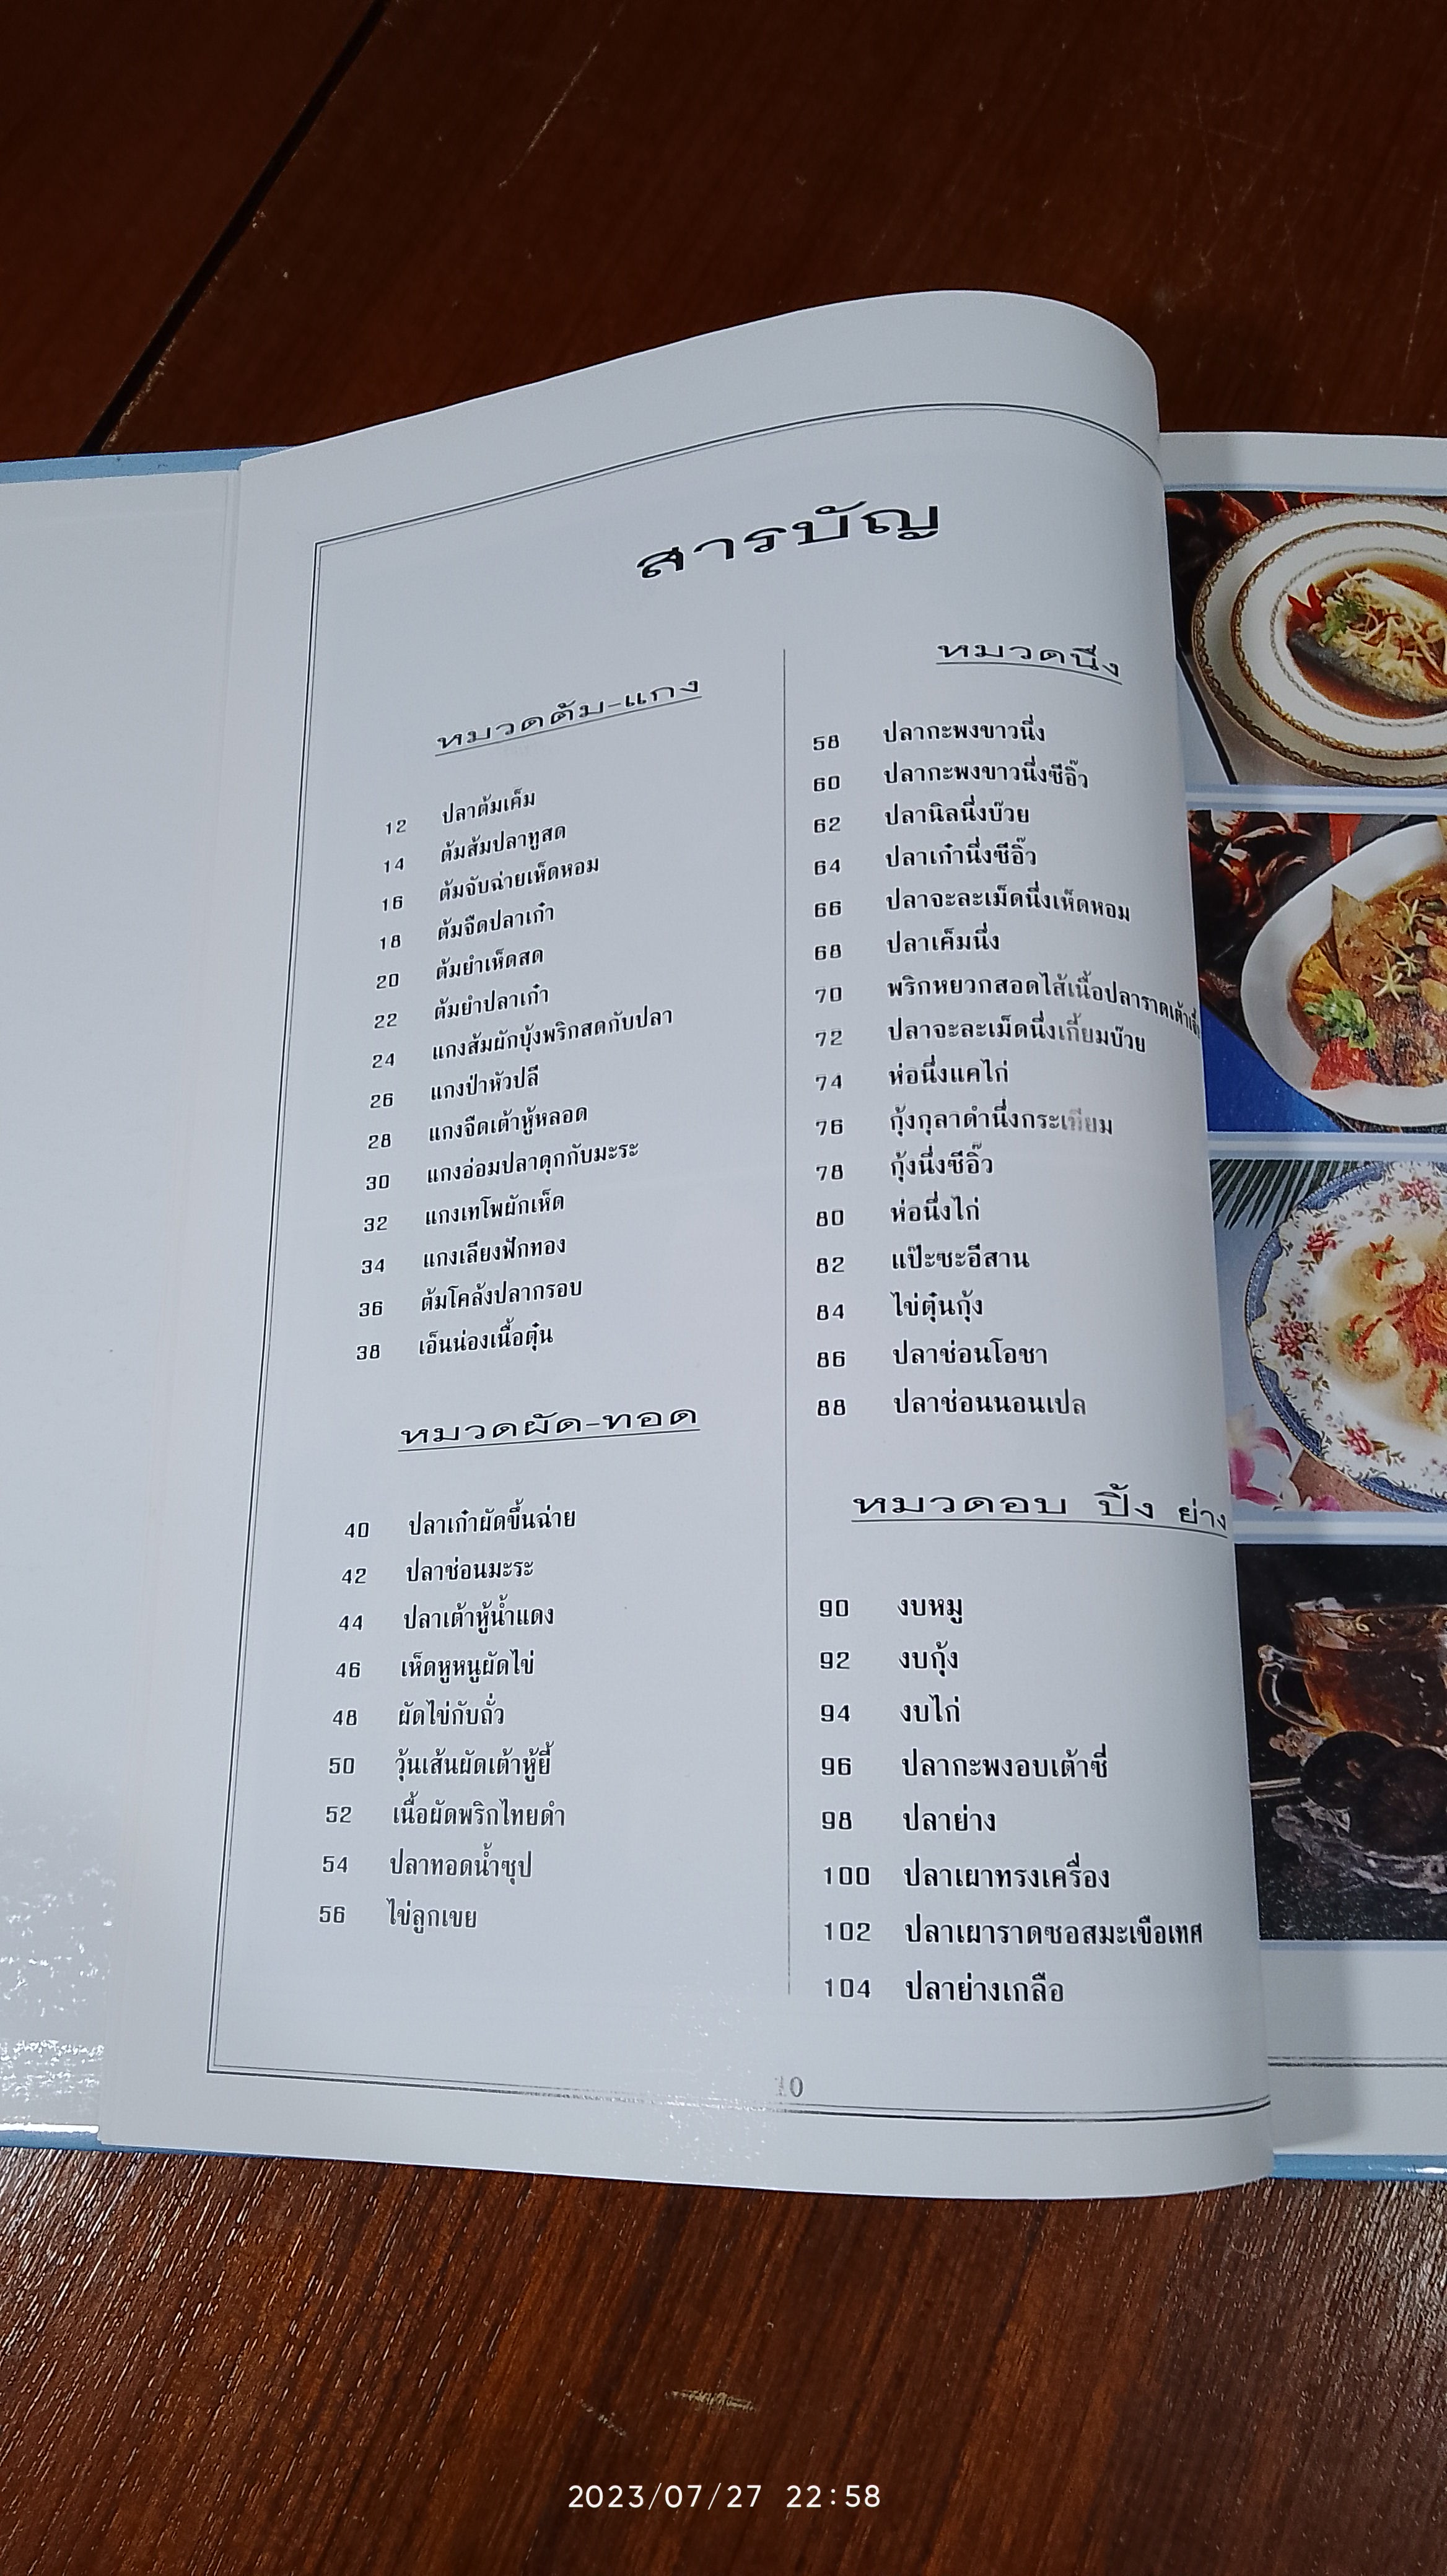 สารบัญ
หมวดต้ม-แกง
12 ปลาต้มเค็ม
14 ต้มส้มปลาทูสด
16 ต้มจับฉ่ายเห็ดหอม
18 ต้มจืดปลาเก๋า
20 ต้มยำเห็ดสด
22 ต้มยำปลาเก๋า
24 แกงส้มผักบุ้งพริกสดกับปลา
26 แกงป่าหัวปลี
28 แกงจืดเต้าหู้หลอด
30 แกงอ่อมปลาดุกกับมะระ
32 แกงเทโพผักเห็ด
34 แกงเลียงฟักทอง
36 ต้มโคล้งปลากรอบ
38 เอ็นน่องเนื้อตุ๋น
หมวดผัด-ทอด
40 ปลาเก๋าผัดขึ้นฉ่าย
42 ปลาช่อนมะระ
44 ปลาเต้าหู้น้ำแดง
46 เห็ดหูหนูผัดไข่
48 ผัดไข่กับถั่ว
50 วุ้นเส้นผัดเต้าหู้ยี้
52 เนื้อผัดพริกไทยดำ
54 ปลาทอดน้ำซุป
56 ไข่ลูกเขย
หมวดนึ่ง
58 ปลากะพงขาวนึ่ง
60 ปลากะพงขาวนึ่งซีอิ๊ว
62 ปลานิลนึ่งบ๊วย
64 ปลาเก๋านึ่งซีอิ๊ว
66 ปลาจะละเม็ดนึ่งเห็ดหอม
68 ปลาเค็มนึ่ง
70 พริกหยวกสอดไส้เนื้อปลาราด
72 ปลาจะละเม็ดนึ่งเกี้ยมบ๊วย
74 ห่อนึ่งแคไก่
76 กุ้งกุลาดำนึ่งกระเทียม
78 กุ้งนึ่งซีอิ๊ว
80 ห่อนึ่งไก่
82 แป๊ะซะอีสาน
84 ไข่ตุ๋นกุ้ง
86 ปลาช่อนโอชา
88 ปลาช่อนนอนเปล
หมวดอบ ปิ้ง ย่าง
90 งบหมู
92 งบกุ้ง
94 งบไก่
96 ปลากะพงอบเต้าซี่
98 ปลาย่าง
100 ปลาเผาทรงเครื่อง
102 ปลาเผาราดซอสมะเขือเทศ
104 ปลาย่างเกลือ
10
2023/07/27 22:58